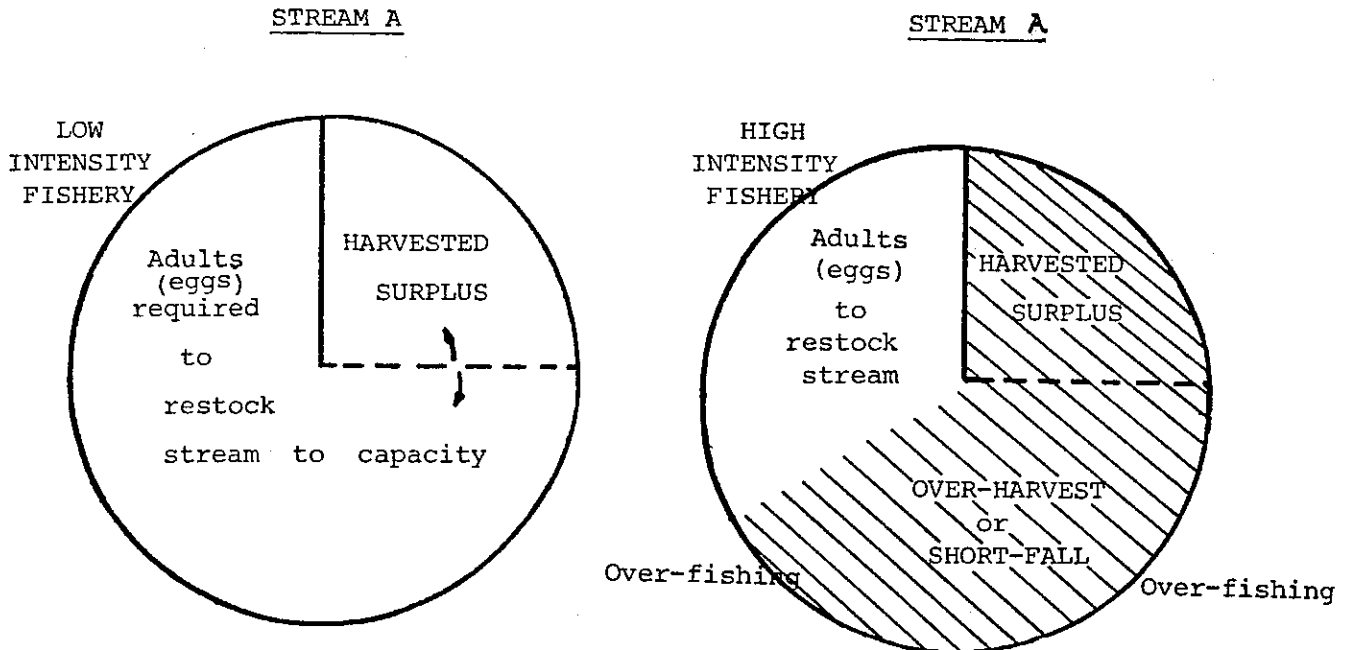 STREAM A
LOW
INTENSITY
FISHERY
HARVESTED
SURPLUS
Adults
(eggs)
required
to
restock
stream to capacity
STREAM A
HIGH
INTENSITY
FISHERY
Adults
(eggs)
to
restock
stream
HARVESTED
SURPLUS
OVER-HARVEST
or
SHORT-FALL
Over-fishing
Over-fishing